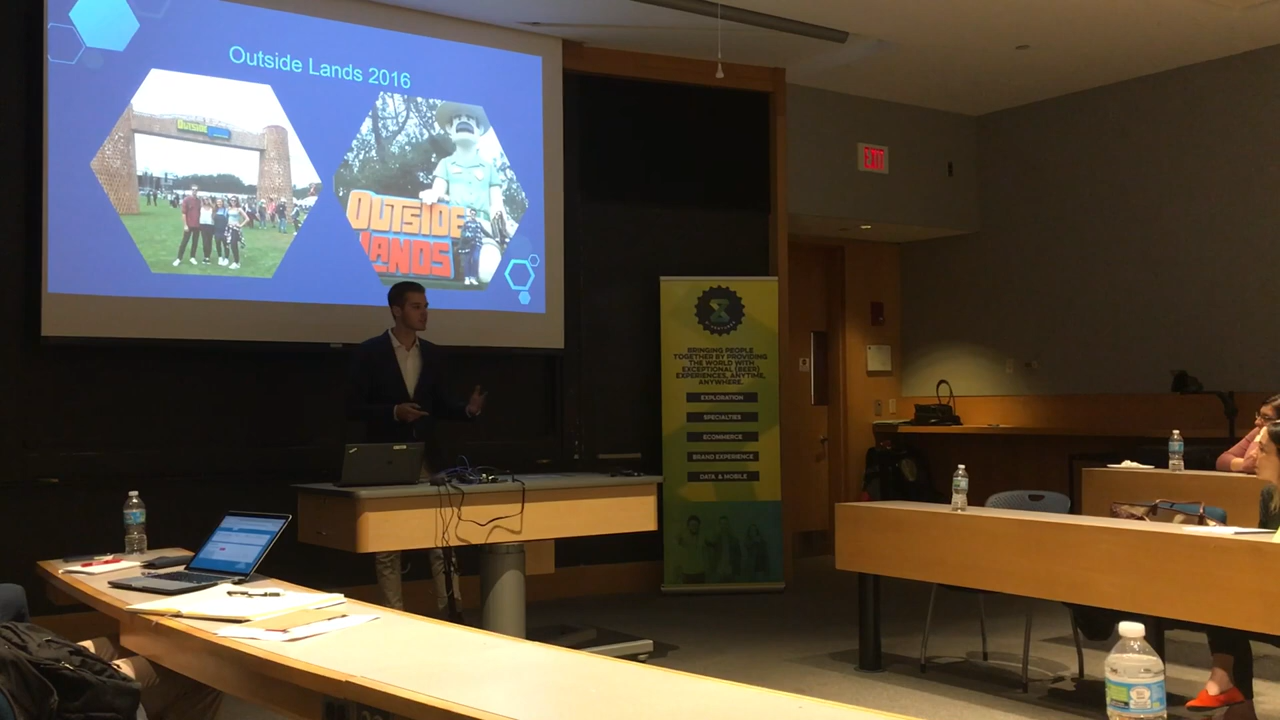 Outside Lands 2016
OUTSIDE
OUTSIDE
LANDS
EXIT
BRINGING PEOPLE
TOGETHER BY PROVIDING
THE WORLD WITH
EXCEPTIONAL (BEER)
EXPERIENCES, ANYTIME,
ANYWHERE.
EXPLORATION
SPECIALTIES
ECOMMERCE
BRAND EXPERIENCE
DATA & MOBILE